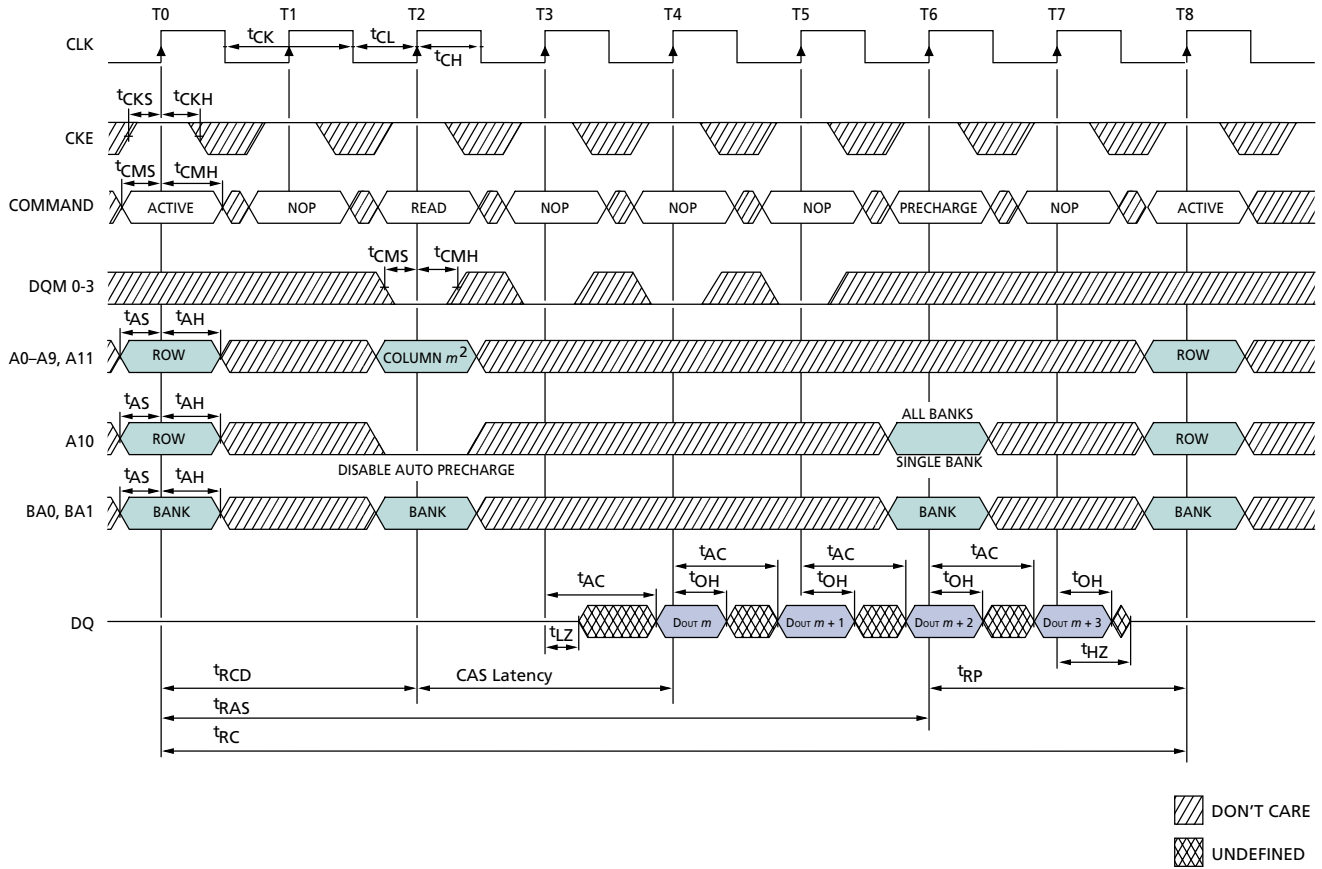 T0 T1 T2 T3 T4 T5 T6 T7 T8
CLK tCK tCL tCH
tCKS tCKH
CKE
tCMS tCMH
COMMAND ACTIVE NOP READ NOP NOP NOP PRECHARGE NOP ACTIVE
tCMS tCMH
DQM 0-3
tAS tAH
A0–A9, A11 ROW COLUMN m2 ROW
tAS tAH ALL BANKS
A10 ROW ROW
DISABLE AUTO PRECHARGE SINGLE BANK
tAS tAH
BA0, BA1 BANK BANK BANK BANK
tAC tAC tAC tAC
tOH tOH tOH tOH
DQ DOUT m DOUT m + 1 DOUT m + 2 DOUT m + 3
tLZ tHZ
tRCD CAS Latency tRP
tRAS
tRC
DON'T CARE
UNDEFINED